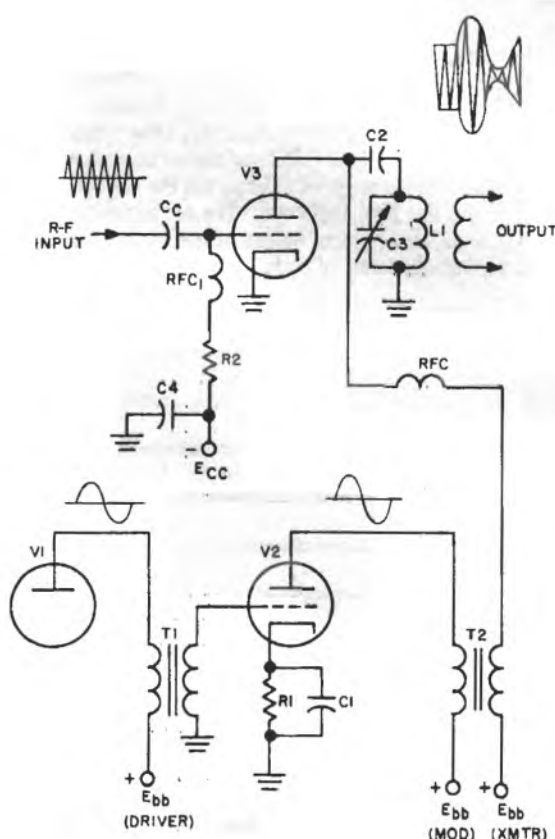 C2
V3
R-F
INPUT
CC
RFC1
C3
L1
OUTPUT
R2
RFC
C4
-
ECC
V1
V2
T1
T2
R1
C1
+
Ebb
(DRIVER)
+
Ebb
(MOD)
+
Ebb
(XMTR)